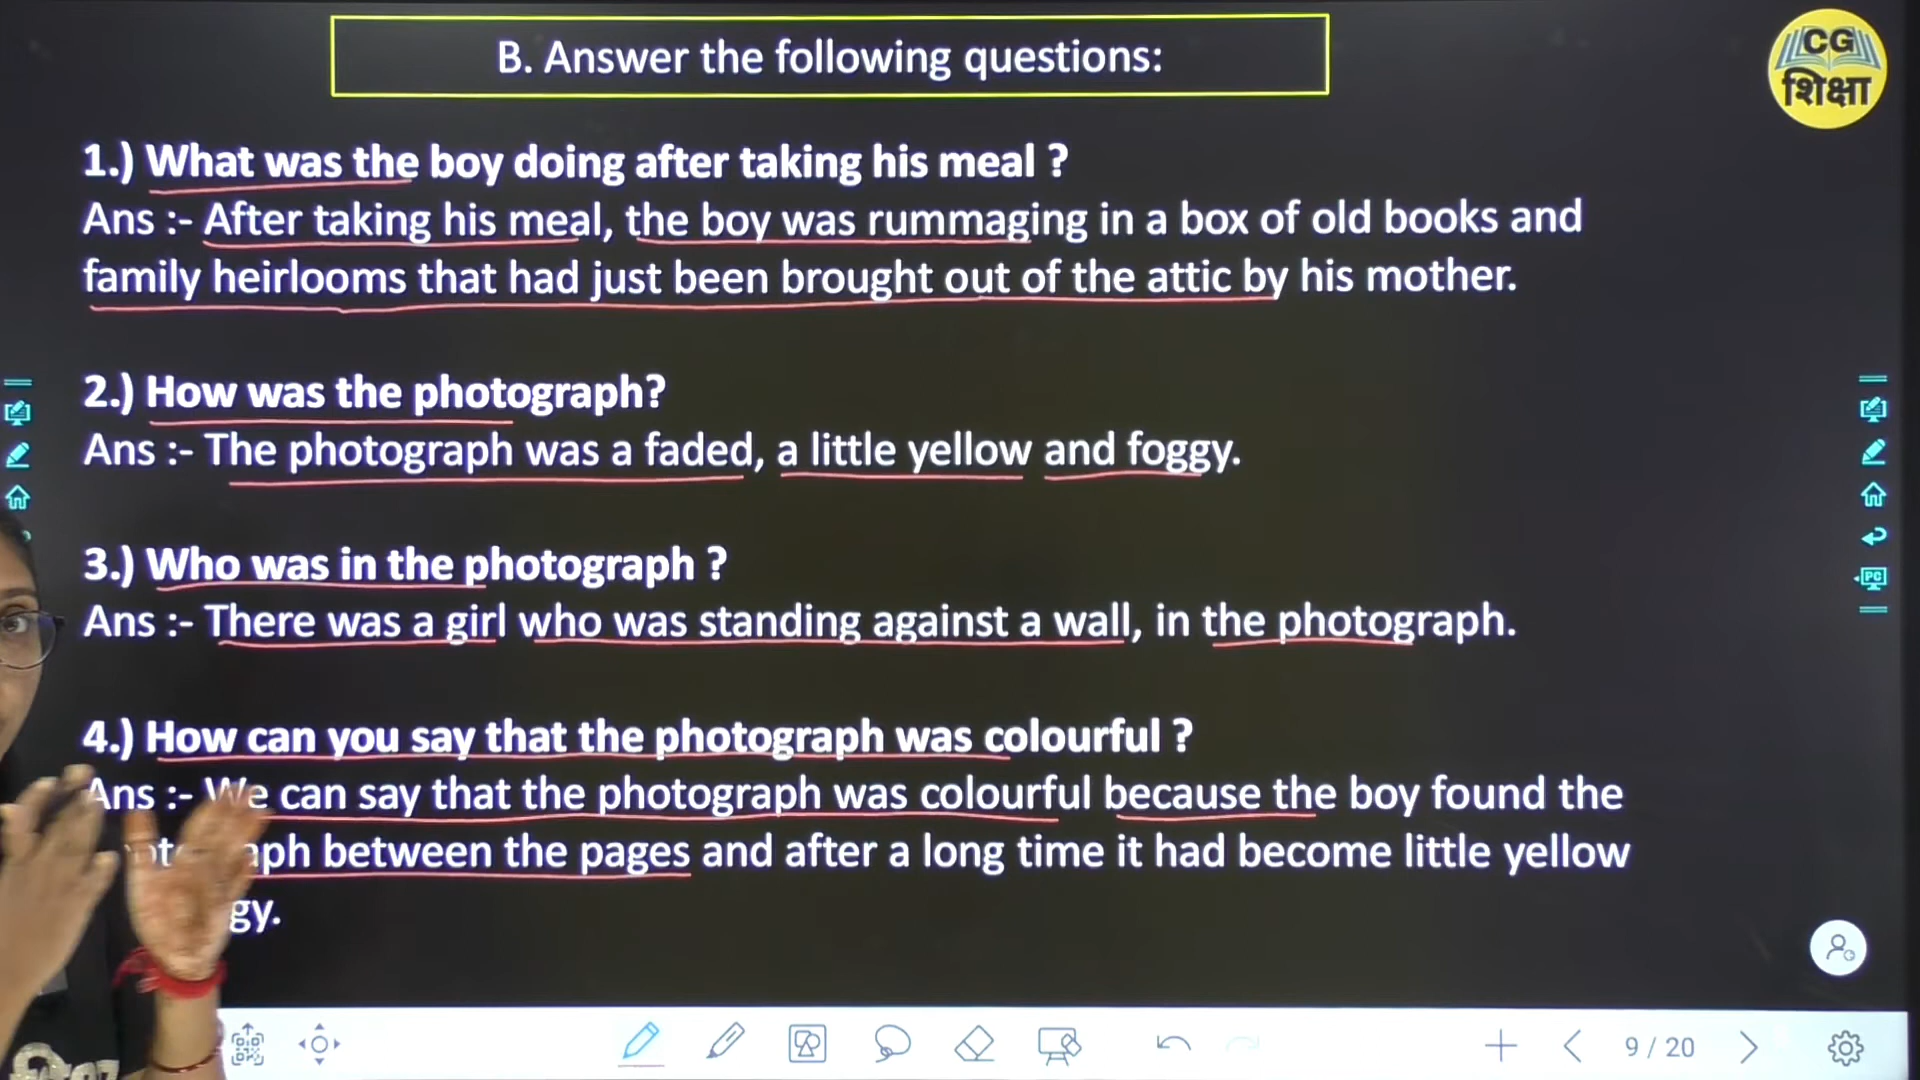 B. Answer the following questions:
CG
शिक्षा
1.) What was the boy doing after taking his meal ?
Ans :- After taking his meal, the boy was rummaging in a box of old books and
family heirlooms that had just been brought out of the attic by his mother.
2.) How was the photograph?
Ans :- The photograph was a faded, a little yellow and foggy.
3.) Who was in the photograph ?
Ans :- There was a girl who was standing against a wall, in the photograph.
4.) How can you say that the photograph was colourful ?
Ans :- We can say that the photograph was colourful because the boy found the
between the pages and after a long time it had become little yellow
PC
9 / 20